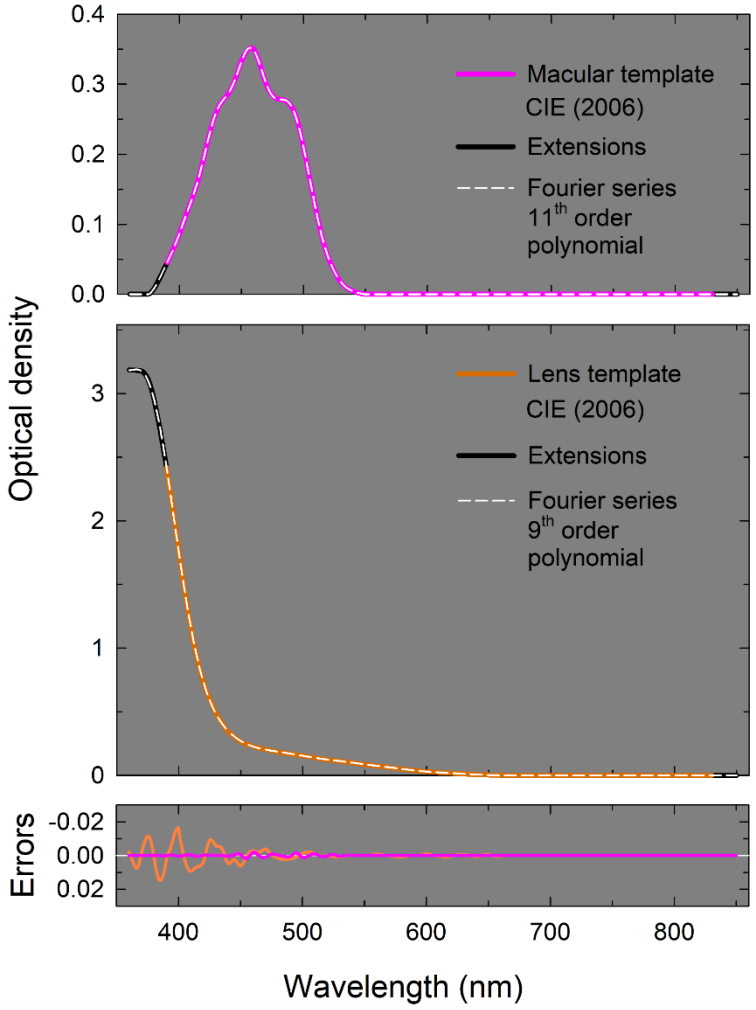 0.4
0.3
0.2
0.1
0.0
Macular template
CIE (2006)
Extensions
Fourier series
11th order
polynomial
Optical density
3
2
1
0
Lens template
CIE (2006)
Extensions
Fourier series
9th order
polynomial
Errors
-0.02
0.00
0.02
400 500 600 700 800
Wavelength (nm)